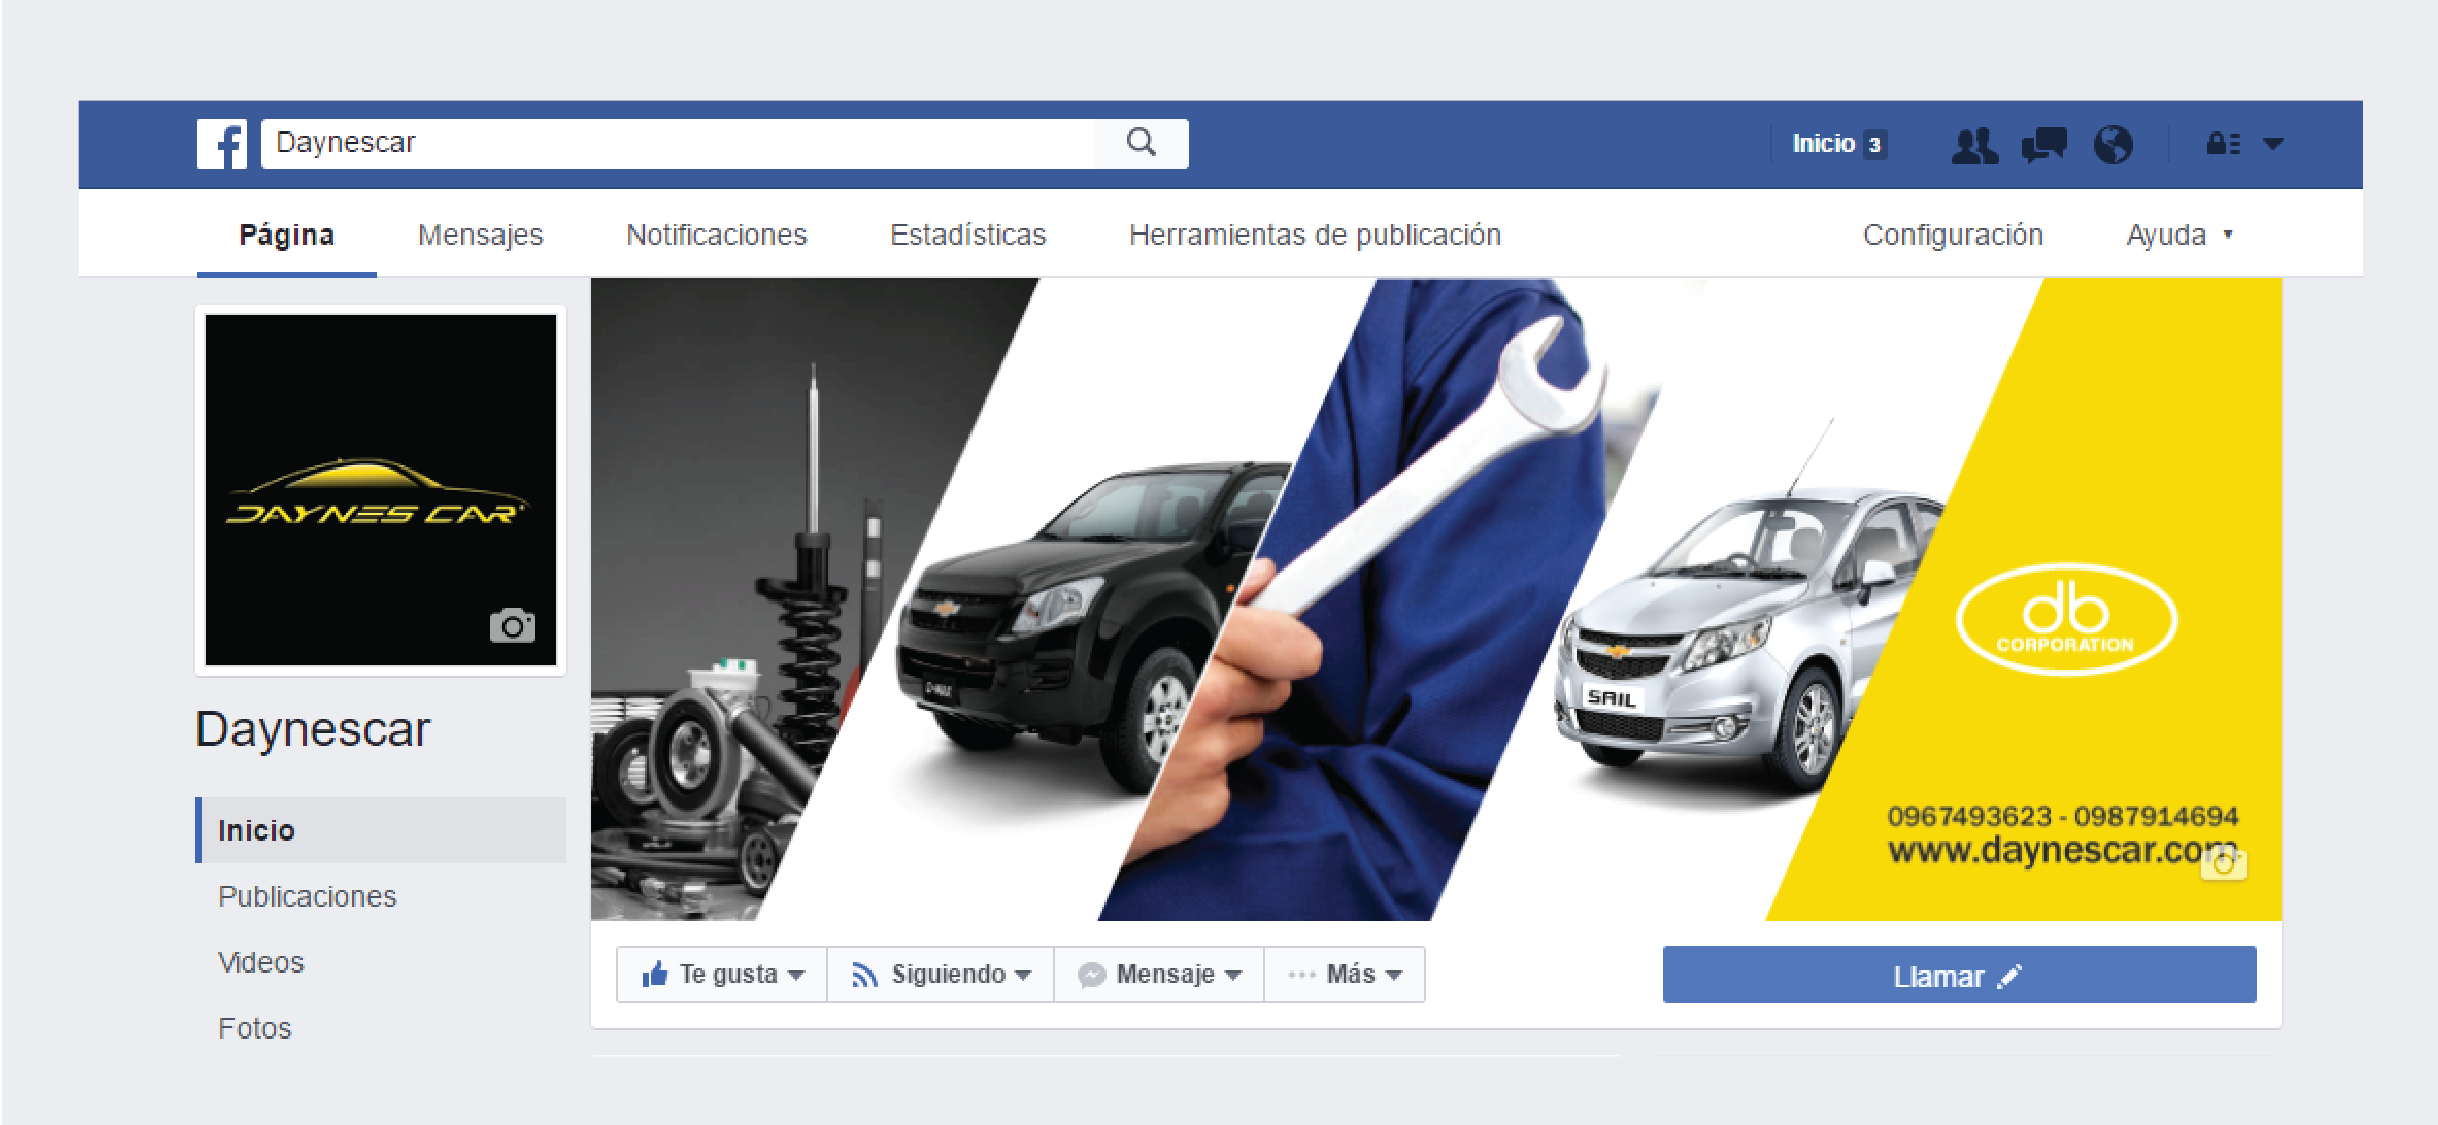 Daynescar
Inicio 3
Página
Mensajes
Notificaciones
Estadísticas
Herramientas de publicación
Configuración
Ayuda
DAYNES CAR
SAIL
db
CORPORATION
0967493623 - 0987914694
www.daynescar.com
Daynescar
Inicio
Publicaciones
Videos
Fotos
Te gusta
Siguiendo
Mensaje
Más
Llamar